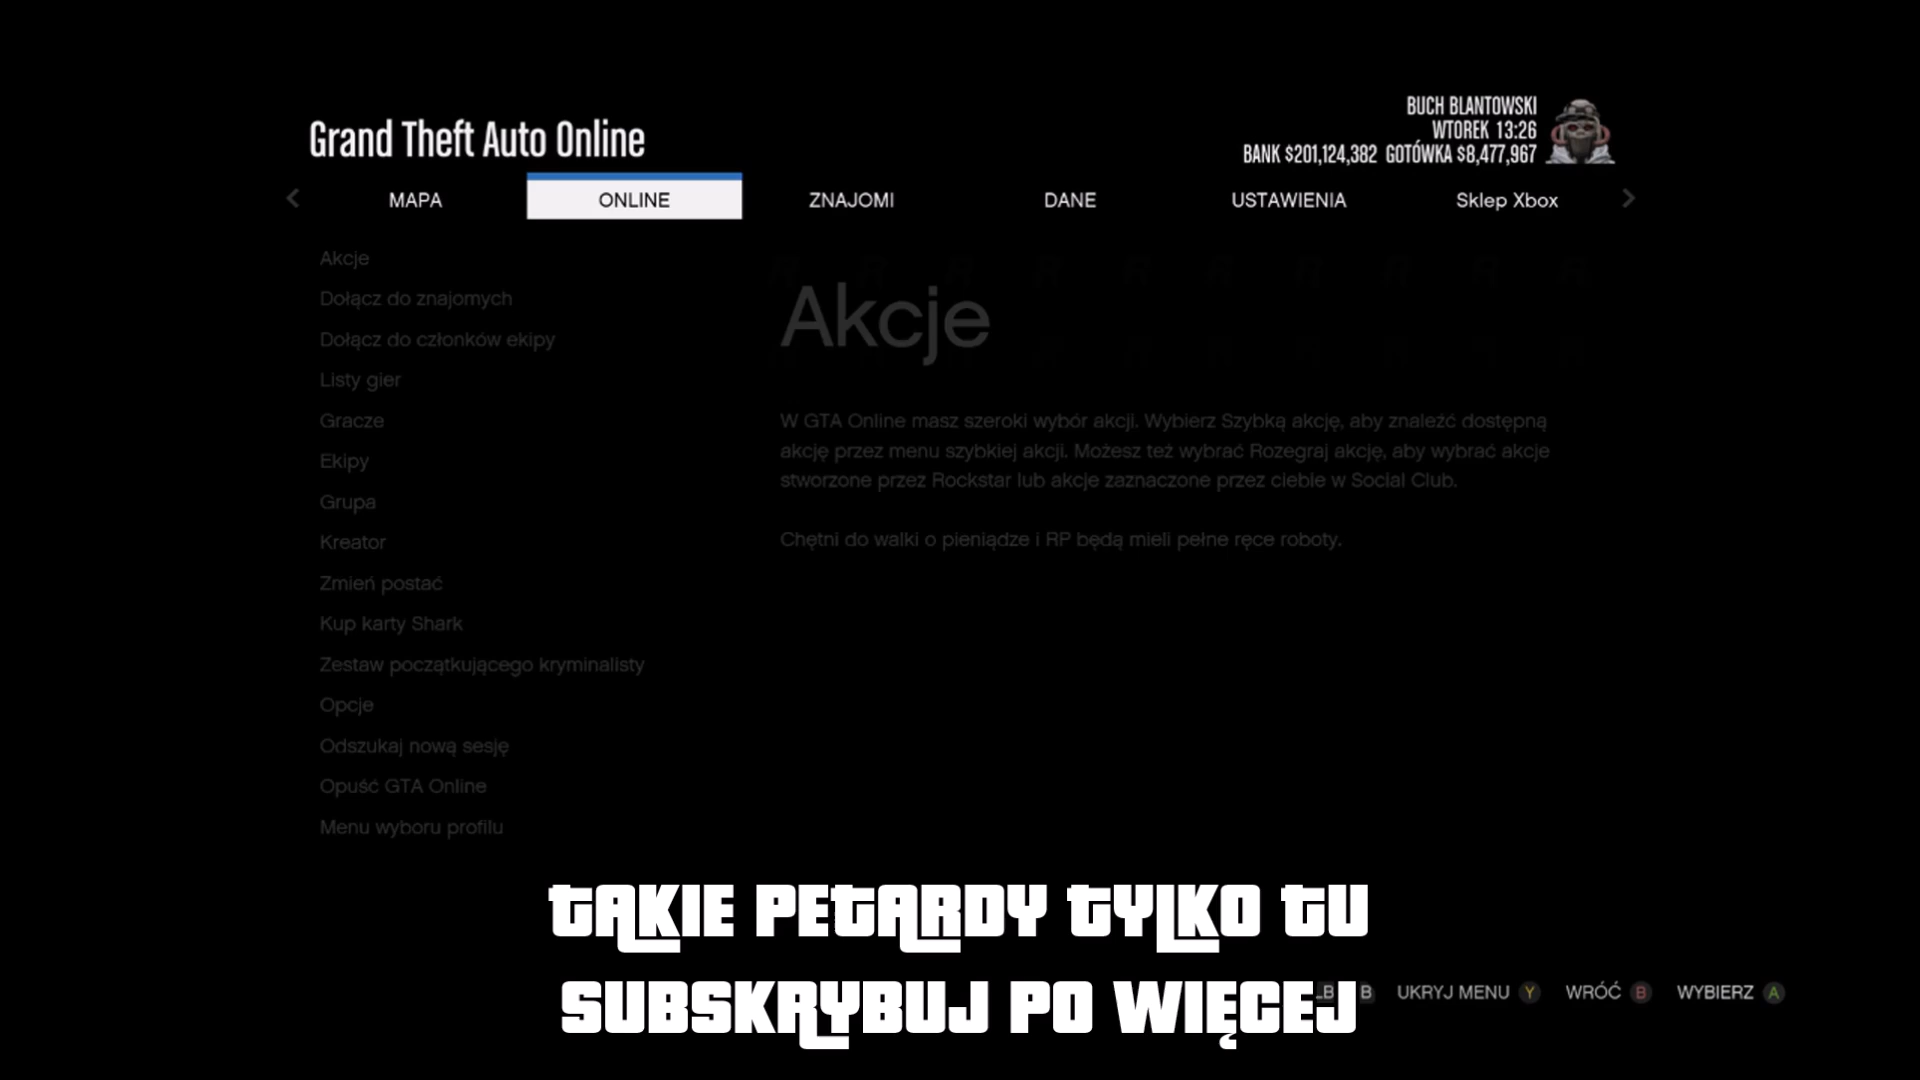 Grand Theft Auto Online
BUCH BLANTOWSKI
WTOREK 13:26
BANK $201,124,382 GOTÓWKA $8,477,967
MAPA ONLINE ZNAJOMI DANE USTAWIENIA Sklep Xbox
Akcje
Dołącz do znajomych
Dołącz do członków ekipy
Listy gier
Gracze
Ekipy
Grupa
Kreator
Zmień postać
Kup karty Shark
Zestaw początkującego kryminalisty
Opcje
Odszukaj nową sesję
Opuść GTA Online
Menu wyboru profilu
Akcje
W GTA Online masz szeroki wybór akcji. Wybierz Szybką akcję, aby znaleźć dostępną
akcję przez menu szybkiej akcji. Możesz też wybrać Rozegraj akcję, aby wybrać akcje
stworzone przez Rockstar lub akcje zaznaczone przez ciebie w Social Club.
Chętni do walki o pieniądze i RP będą mieli pełne ręce roboty.
TAKIE PETARDY TYLKO TU
SUBSKRYBUJ PO WIĘCEJ
B B UKRYJ MENU Y WRÓĆ B WYBIERZ A